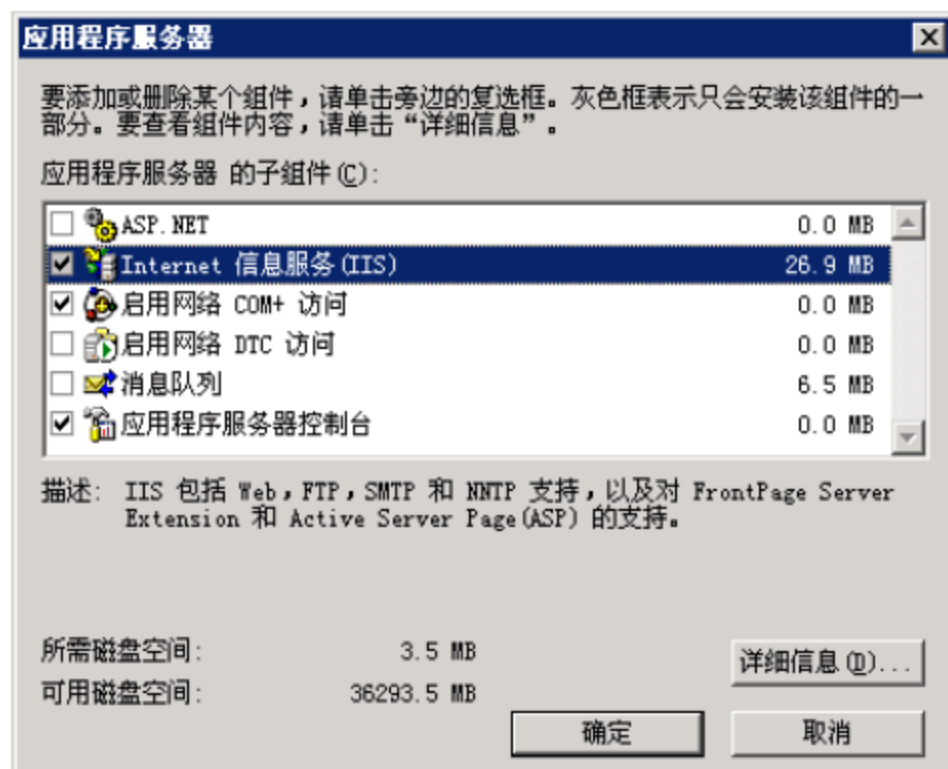 应用程序服务器
要添加或删除某个组件，请单击旁边的复选框。灰色框表示只会安装该组件的一
部分。要查看组件内容，请单击“详细信息”。
应用程序服务器 的子组件(C):
ASP.NET 0.0 MB
Internet 信息服务(IIS) 26.9 MB
启用网络 COM+ 访问 0.0 MB
启用网络 DTC 访问 0.0 MB
消息队列 6.5 MB
应用程序服务器控制台 0.0 MB
描述: IIS 包括 Web，FTP，SMTP 和 NNTP 支持，以及对 FrontPage Server
Extension 和 Active Server Page(ASP) 的支持。
所需磁盘空间: 3.5 MB
详细信息(D)...
可用磁盘空间: 36293.5 MB
确定 取消